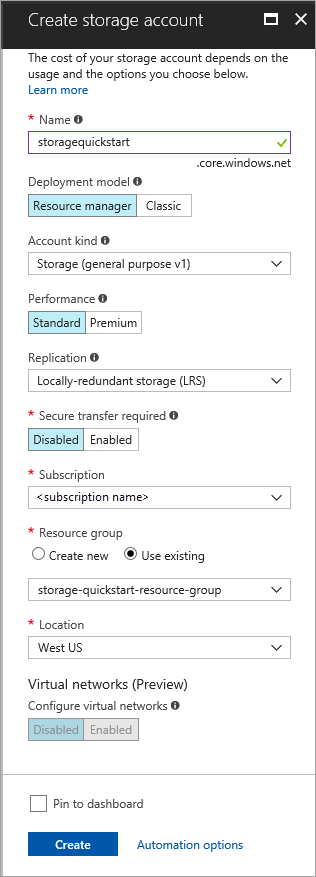 Create storage account
The cost of your storage account depends on the
usage and the options you choose below.
Learn more
* Name
storagequickstart
.core.windows.net
Deployment model
Resource manager Classic
Account kind
Storage (general purpose v1)
Performance
Standard Premium
Replication
Locally-redundant storage (LRS)
* Secure transfer required
Disabled Enabled
* Subscription
<subscription name>
* Resource group
Create new Use existing
storage-quickstart-resource-group
* Location
West US
Virtual networks (Preview)
Configure virtual networks
Disabled Enabled
Pin to dashboard
Create Automation options